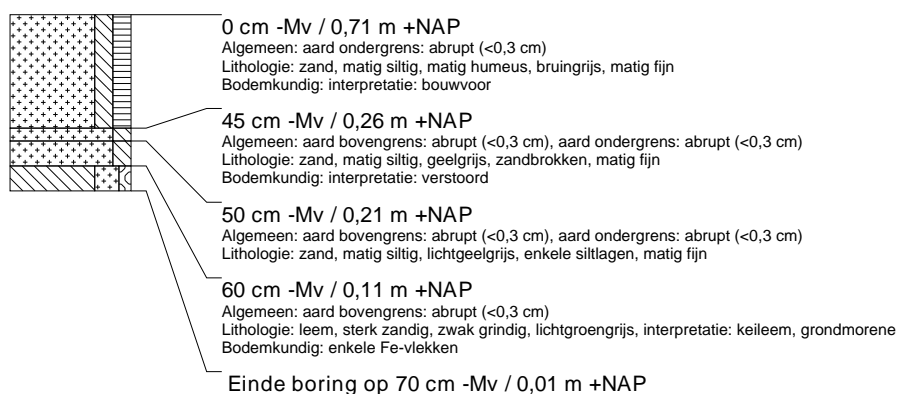 0 cm -Mv / 0,71 m +NAP
Algemeen: aard ondergrens: abrupt (<0,3 cm)
Lithologie: zand, matig siltig, matig humeus, bruingrijs, matig fijn
Bodemkundig: interpretatie: bouwvoor
45 cm -Mv / 0,26 m +NAP
Algemeen: aard bovengrens: abrupt (<0,3 cm), aard ondergrens: abrupt (<0,3 cm)
Lithologie: zand, matig siltig, geelgrijs, zandbrokken, matig fijn
Bodemkundig: interpretatie: verstoord
50 cm -Mv / 0,21 m +NAP
Algemeen: aard bovengrens: abrupt (<0,3 cm), aard ondergrens: abrupt (<0,3 cm)
Lithologie: zand, matig siltig, lichtgeelgrijs, enkele siltlagen, matig fijn
60 cm -Mv / 0,11 m +NAP
Algemeen: aard bovengrens: abrupt (<0,3 cm)
Lithologie: leem, sterk zandig, zwak grindig, lichtgroengrijs, interpretatie: keileem, grondmorene
Bodemkundig: enkele Fe-vlekken
Einde boring op 70 cm -Mv / 0,01 m +NAP